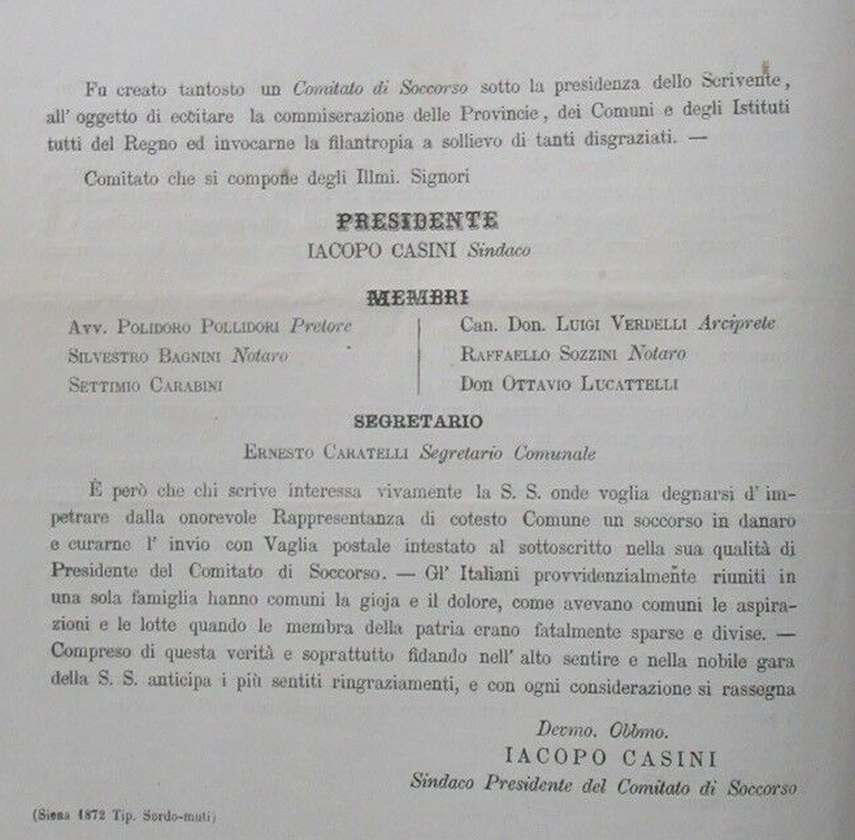 Fu creato tantosto un Comitato di Soccorso sotto la presidenza dello Scrivente,
all' oggetto di eccitare la commiserazione delle Provincie, dei Comuni e degli Istituti
tutti del Regno ed invocarne la filantropia a sollievo di tanti disgraziati. —
Comitato che si compone degli Illmi. Signori
PRESIDENTE
IACOPO CASINI Sindaco
MEMBRI
Avv. POLIDORO POLLIDORI Pretore
SILVESTRO BAGNINI Notaro
SETTIMIO CARABINI
Can. Don. LUIGI VERDELLI Arciprete
RAFFAELLO SOZZINI Notaro
Don OTTAVIO LUCATTELLI
SEGRETARIO
ERNESTO CARATELLI Segretario Comunale
È però che chi scrive interessa vivamente la S. S. onde voglia degnarsi d' im-
petrare dalla onorevole Rappresentanza di cotesto Comune un soccorso in danaro
e curarne l' invio con Vaglia postale intestato al sottoscritto nella sua qualità di
Presidente del Comitato di Soccorso. — Gl' Italiani provvidenzialmente riuniti in
una sola famiglia hanno comuni la gioja e il dolore, come avevano comuni le aspira-
zioni e le lotte quando le membra della patria erano fatalmente sparse e divise. —
Compreso di questa verità e soprattutto fidando nell' alto sentire e nella nobile gara
della S. S. anticipa i più sentiti ringraziamenti, e con ogni considerazione si rassegna
Devmo. Obbmo.
IACOPO CASINI
Sindaco Presidente del Comitato di Soccorso
(Siena 1872 Tip. Sordo-muti)